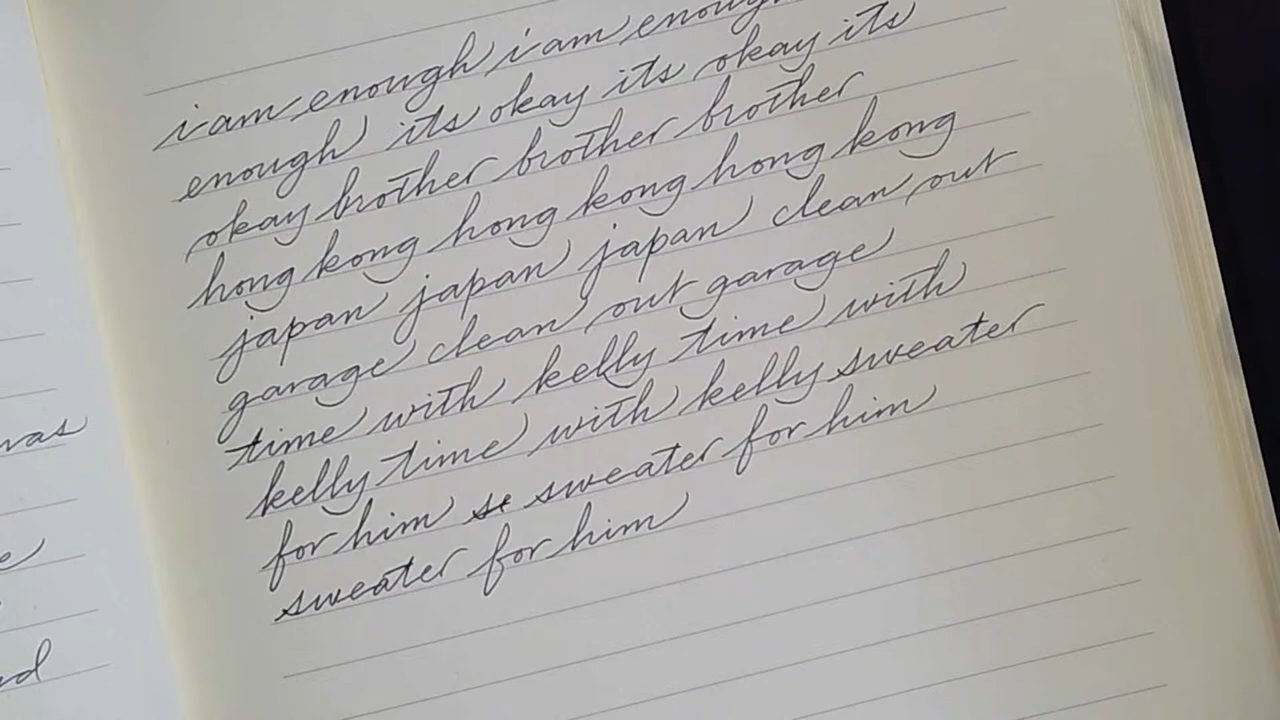 i am enough i am enough
enough its okay its okay its
okay brother brother brother
hong kong hong kong hong kong
japan japan japan clean out
garage clean out garage
time with kelly time with
kelly time with kelly sweater
for him se sweater for him
sweater for him
was